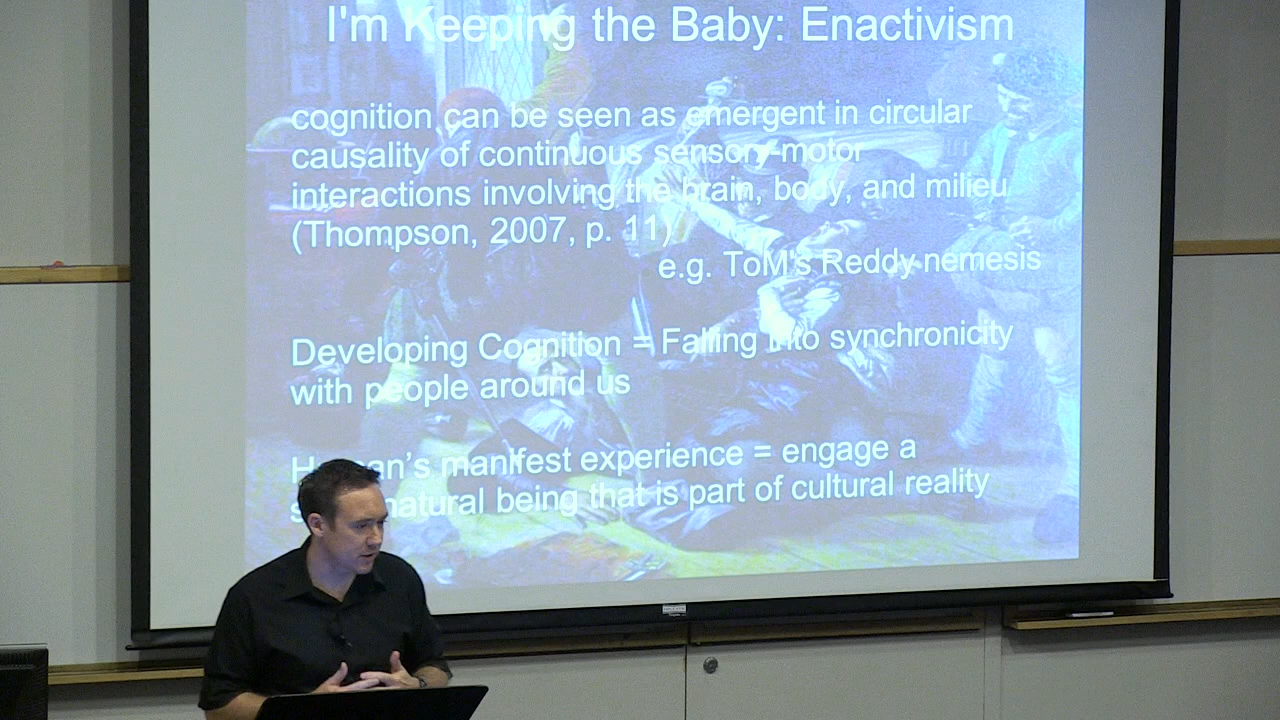 I'm Keeping the Baby: Enactivism
cognition can be seen as emergent in circular
causality of continuous sensory-motor
interactions involving the brain, body, and milieu
(Thompson, 2007, p. 11)
e.g. ToM's Reddy nemesis
Developing Cognition = Falling into synchronicity
with people around us
manifest experience = engage a
being that is part of cultural reality